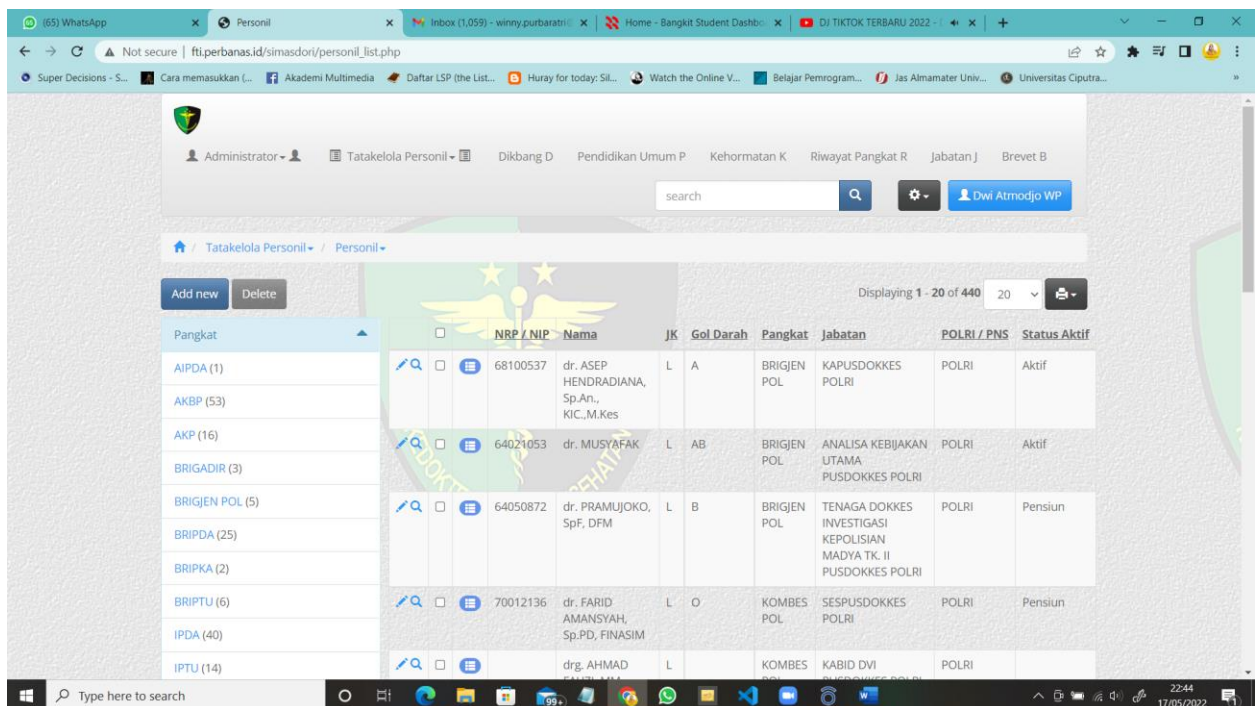 (65) WhatsApp
Personil
Inbox (1,059) - winny.purbaratri@
Home - Bangkit Student Dashbo
DJ TIKTOK TERBARU 2022 -
Not secure | fti.perbanas.id/simasdori/personil_list.php
Super Decisions - S...
Cara memasukkan (...
Akademi Multimedia
Daftar LSP (the List...
Huray for today: Sil...
Watch the Online V...
Belajar Pemrogram...
Jas Almamater Univ...
Universitas Ciputra...
Administrator
Tatakelola Personil
Dikbang D
Pendidikan Umum P
Kehormatan K
Riwayat Pangkat R
Jabatan J
Brevet B
search
Dwi Atmodjo WP
/ Tatakelola Personil / Personil
Add new
Delete
Displaying 1 - 20 of 440
20
Pangkat
AIPDA (1)
AKBP (53)
AKP (16)
BRIGADIR (3)
BRIGJEN POL (5)
BRIPDA (25)
BRIPKA (2)
BRIPTU (6)
IPDA (40)
IPTU (14)
NRP / NIP Nama JK Gol Darah Pangkat Jabatan POLRI / PNS Status Aktif
68100537 dr. ASEP L A BRIGJEN KAPUSDOKKES POLRI Aktif
HENDRADIANA, POL POLRI
Sp.An.,
KIC.,M.Kes
64021053 dr. MUSYAFAK L AB BRIGJEN ANALISA KEBIJAKAN POLRI Aktif
POL UTAMA
PUSDOKKES POLRI
64050872 dr. PRAMUJOKO, L B BRIGJEN TENAGA DOKKES POLRI Pensiun
SpF, DFM POL INVESTIGASI
KEPOLISIAN
MADYA TK. II
PUSDOKKES POLRI
70012136 dr. FARID L O KOMBES SESPUSDOKKES POLRI Pensiun
AMANSYAH, POL POLRI
Sp.PD, FINASIM
drg. AHMAD L KOMBES KABID DVI POLRI
Type here to search
99+
22:44
17/05/2022